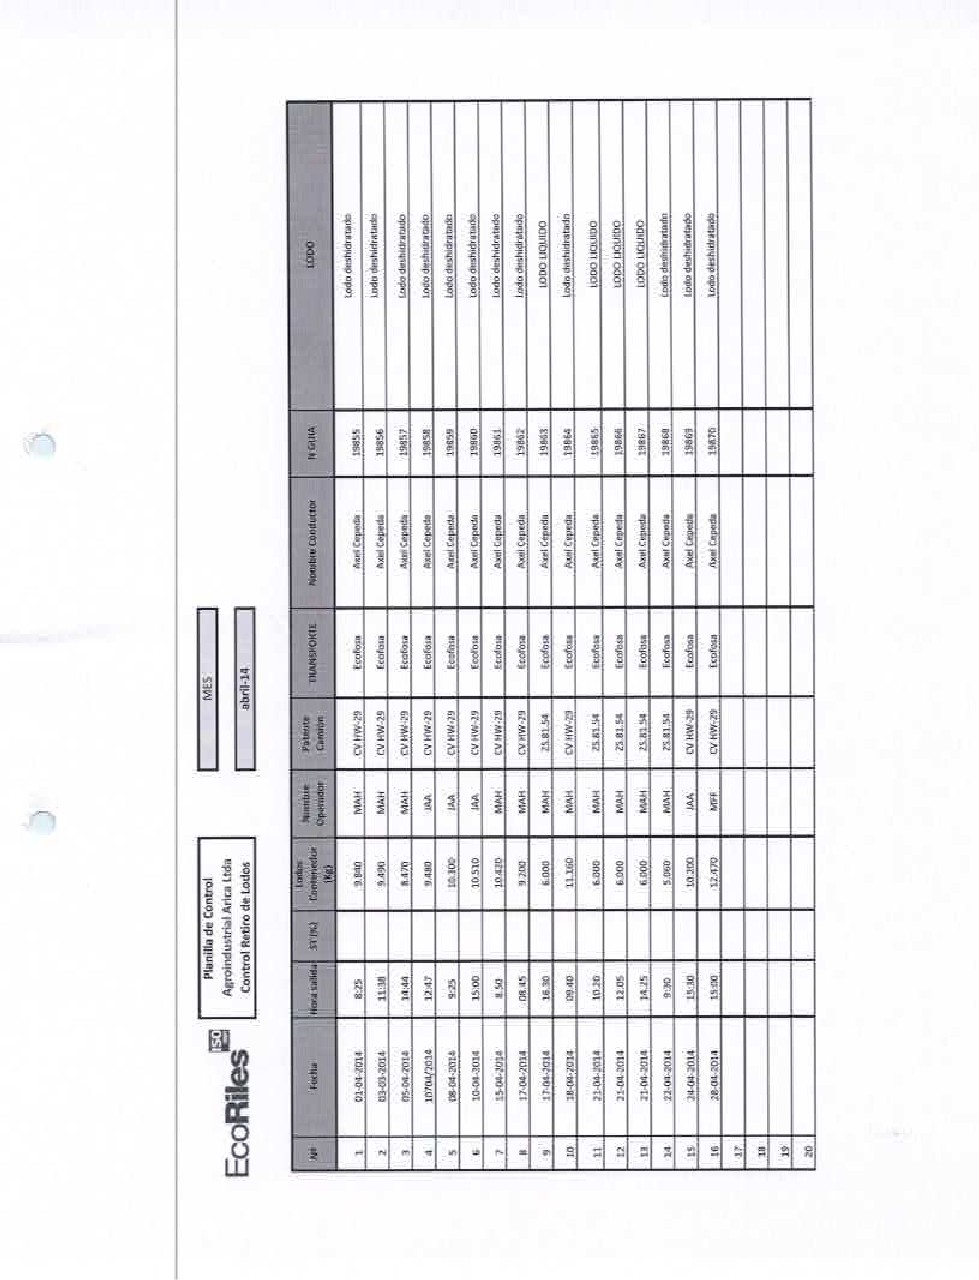 EcoRiles ISO
Planilla de Control
Agroindustrial Arica Ltda
Control Retiro de Lodos
MES
abril-14
Nº Fecha Hora salida ST(%) Lodos Contenedor (Kg) Nombre Operador Patente Camión TRANSPORTE Nombre Conductor N GUIA LODO
1 01-04-2014 8:25 9.840 MAH CV HW-29 Ecofosa Axel Cepeda 19855 Lodo deshidratado
2 03-03-2014 11:38 9.490 MAH CV HW-29 Ecofosa Axel Cepeda 19856 Lodo deshidratado
3 05-04-2014 14:44 8.470 MAH CV HW-29 Ecofosa Axel Cepeda 19857 Lodo deshidratado
4 12:47 9.480 JAA CV HW-29 Ecofosa Axel Cepeda 19858 Lodo deshidratado
5 08-04-2014 9:25 10.300 JAA CV HW-29 Ecofosa Axel Cepeda 19859 Lodo deshidratado
6 10-04-2014 15:00 10.510 JAA CV HW-29 Ecofosa Axel Cepeda 19860 Lodo deshidratado
7 15-04-2014 8.50 10.420 MAH CV HW-29 Ecofosa Axel Cepeda 19861 Lodo deshidratado
8 17-04-2014 08.45 9.200 MAH CV HW-29 Ecofosa Axel Cepeda 19862 Lodo deshidratado
9 17-04-2014 16.30 6.000 MAH ZS.81.54 Ecofosa Axel Cepeda 19863 LODO LIQUIDO
10 18-04-2014 09.40 11.160 MAH CV HW-29 Ecofosa Axel Cepeda 19864 Lodo deshidratado
11 21-04-2014 10.20 6.000 MAH ZS.81.54 Ecofosa Axel Cepeda 19865 LODO LIQUIDO
12 21-04-2014 12.05 6.000 MAH ZS.81.54 Ecofosa Axel Cepeda 19866 LODO LIQUIDO
13 21-04-2014 14.25 6.000 MAH ZS.81.54 Ecofosa Axel Cepeda 19867 LODO LIQUIDO
14 22-04-2014 9:30 5.060 MAH ZS.81.54 Ecofosa Axel Cepeda 19868 Lodo deshidratado
15 24-04-2014 15:30 10.200 JAA CV HW-29 Ecofosa Axel Cepeda 19869 Lodo deshidratado
16 28-04-2014 15:00 12.470 CV HW-29 Ecofosa Axel Cepeda 19870 Lodo deshidratado
17
18
19
20